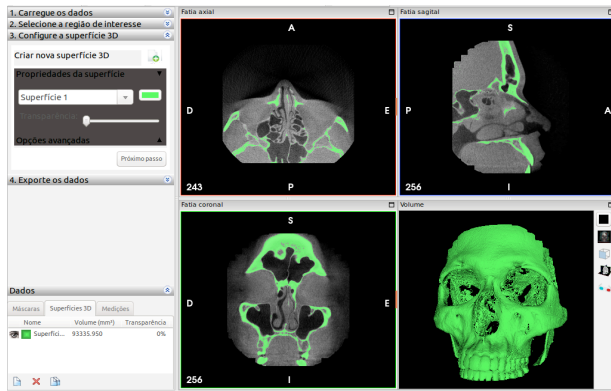 1. Carregue os dados
2. Selecione a região de interesse
3. Configure a superfície 3D
Criar nova superfície 3D
Propriedades da superfície
Superfície 1
Transparência:
Opções avançadas
Próximo passo
4. Exporte os dados
Dados
Máscaras Superfícies 3D Medições
Nome Volume (mm³) Transparência
Superfíci... 93335.950 0%
Fatia axial
A
D E
243 P
Fatia sagital
S
P A
256 I
Fatia coronal
S
D E
256 I
Volume